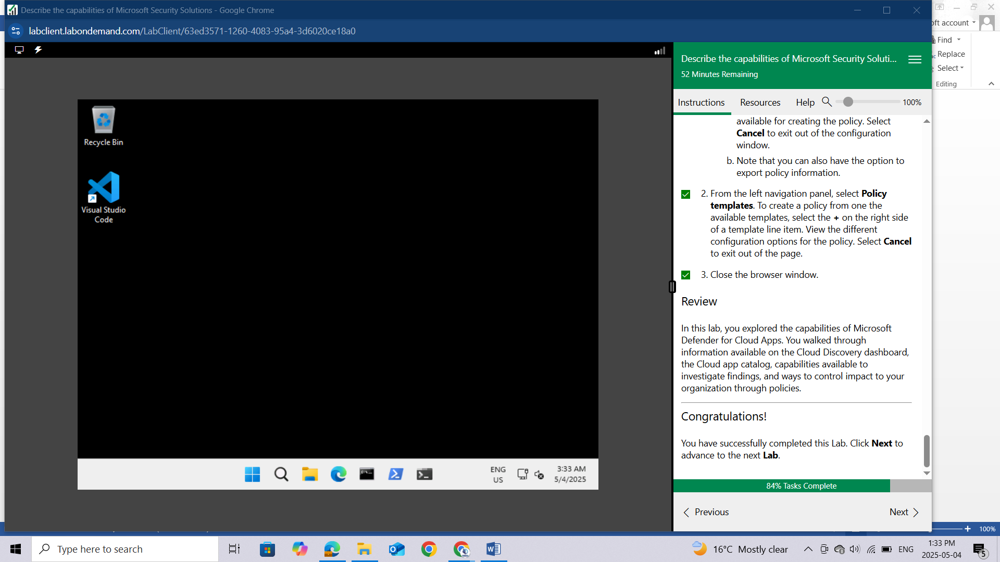 Describe the capabilities of Microsoft Security Solutions - Google Chrome
labclient.labondemand.com/LabClient/63ed3571-1260-4083-95a4-3d6020ce18a0
oft account
Find
Replace
Select
Editing
Recycle Bin
Visual Studio
Code
ENG
US
3:33 AM
5/4/2025
Describe the capabilities of Microsoft Security Soluti...
52 Minutes Remaining
Instructions
Resources
Help
100%
available for creating the policy. Select
Cancel to exit out of the configuration
window.
b. Note that you can also have the option to
export policy information.
2. From the left navigation panel, select Policy
templates. To create a policy from one the
available templates, select the + on the right side
of a template line item. View the different
configuration options for the policy. Select Cancel
to exit out of the page.
3. Close the browser window.
Review
In this lab, you explored the capabilities of Microsoft
Defender for Cloud Apps. You walked through
information available on the Cloud Discovery dashboard,
the Cloud app catalog, capabilities available to
investigate findings, and ways to control impact to your
organization through policies.
Congratulations!
You have successfully completed this Lab. Click Next to
advance to the next Lab.
84% Tasks Complete
Previous
Next
100%
Type here to search
16°C Mostly clear
ENG
1:33 PM
2025-05-04
5